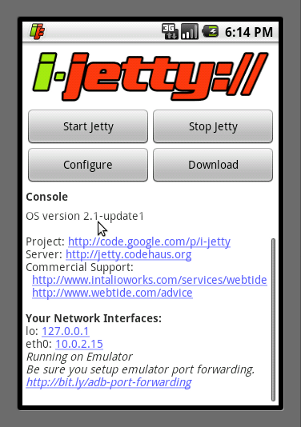 3G 6:14 PM
i-jetty://
Start Jetty Stop Jetty
Configure Download
Console
OS version 2.1-update1
Project: http://code.google.com/p/i-jetty
Server: http://jetty.codehaus.org
Commercial Support:
http://www.intalioworks.com/services/webtide
http://www.webtide.com/advice
Your Network Interfaces:
lo: 127.0.0.1
eth0: 10.0.2.15
Running on Emulator
Be sure you setup emulator port forwarding.
http://bit.ly/adb-port-forwarding